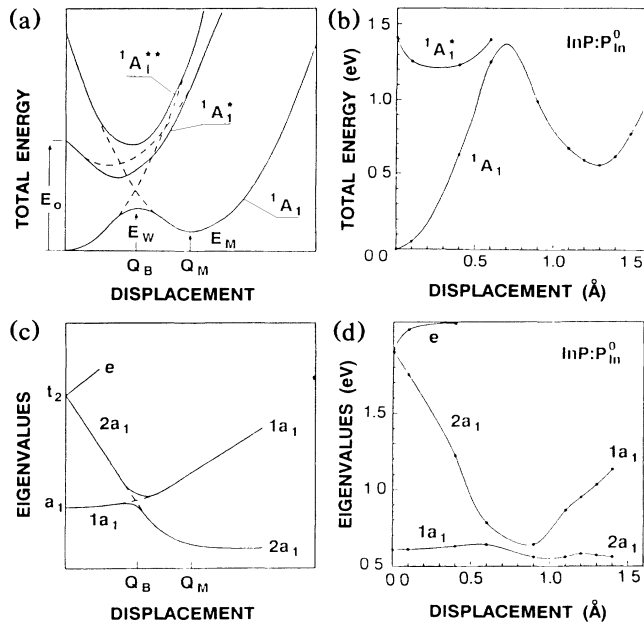 (a)
TOTAL ENERGY
¹A₁**
¹A₁*
¹A₁
E₀
E_W
E_M
Q_B
Q_M
DISPLACEMENT
(b)
TOTAL ENERGY (eV)
InP:P⁰_In
¹A₁*
¹A₁
1.5
1.0
0.5
0 0
0.5
1.0
1 5
DISPLACEMENT (Å)
(c)
EIGENVALUES
e
t₂
2a₁
1a₁
a₁
1a₁
2a₁
Q_B
Q_M
DISPLACEMENT
(d)
EIGENVALUES (eV)
e
InP:P⁰_In
2a₁
1a₁
1a₁
2a₁
2.0
1.5
1 0
0 5
0 0
0.5
1.0
1 5
DISPLACEMENT (Å)